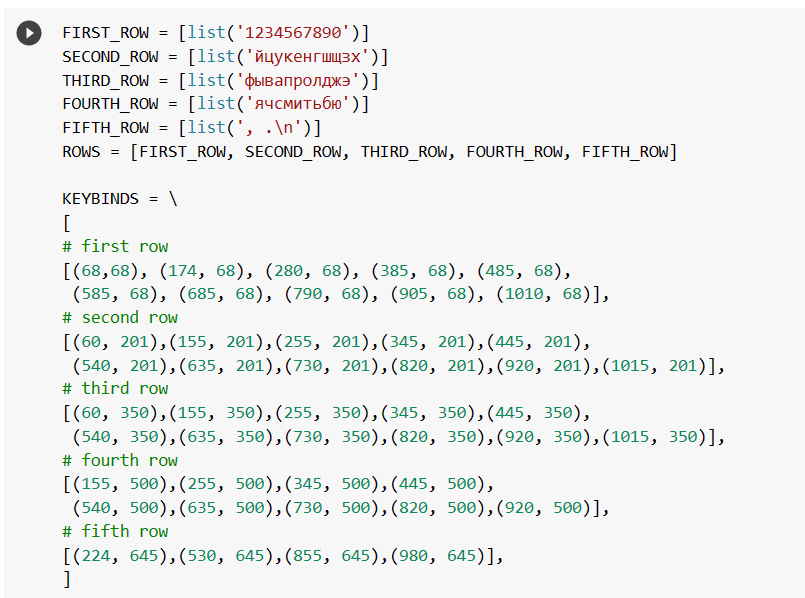 FIRST_ROW = [list('1234567890')]
SECOND_ROW = [list('йцукенгшщзх')]
THIRD_ROW = [list('фывапролджэ')]
FOURTH_ROW = [list('ячсмитьбю')]
FIFTH_ROW = [list(', .\n')]
ROWS = [FIRST_ROW, SECOND_ROW, THIRD_ROW, FOURTH_ROW, FIFTH_ROW]
KEYBINDS = \
[
# first row
[(68,68), (174, 68), (280, 68), (385, 68), (485, 68),
(585, 68), (685, 68), (790, 68), (905, 68), (1010, 68)],
# second row
[(60, 201),(155, 201),(255, 201),(345, 201),(445, 201),
(540, 201),(635, 201),(730, 201),(820, 201),(920, 201),(1015, 201)],
# third row
[(60, 350),(155, 350),(255, 350),(345, 350),(445, 350),
(540, 350),(635, 350),(730, 350),(820, 350),(920, 350),(1015, 350)],
# fourth row
[(155, 500),(255, 500),(345, 500),(445, 500),
(540, 500),(635, 500),(730, 500),(820, 500),(920, 500)],
# fifth row
[(224, 645),(530, 645),(855, 645),(980, 645)],
]